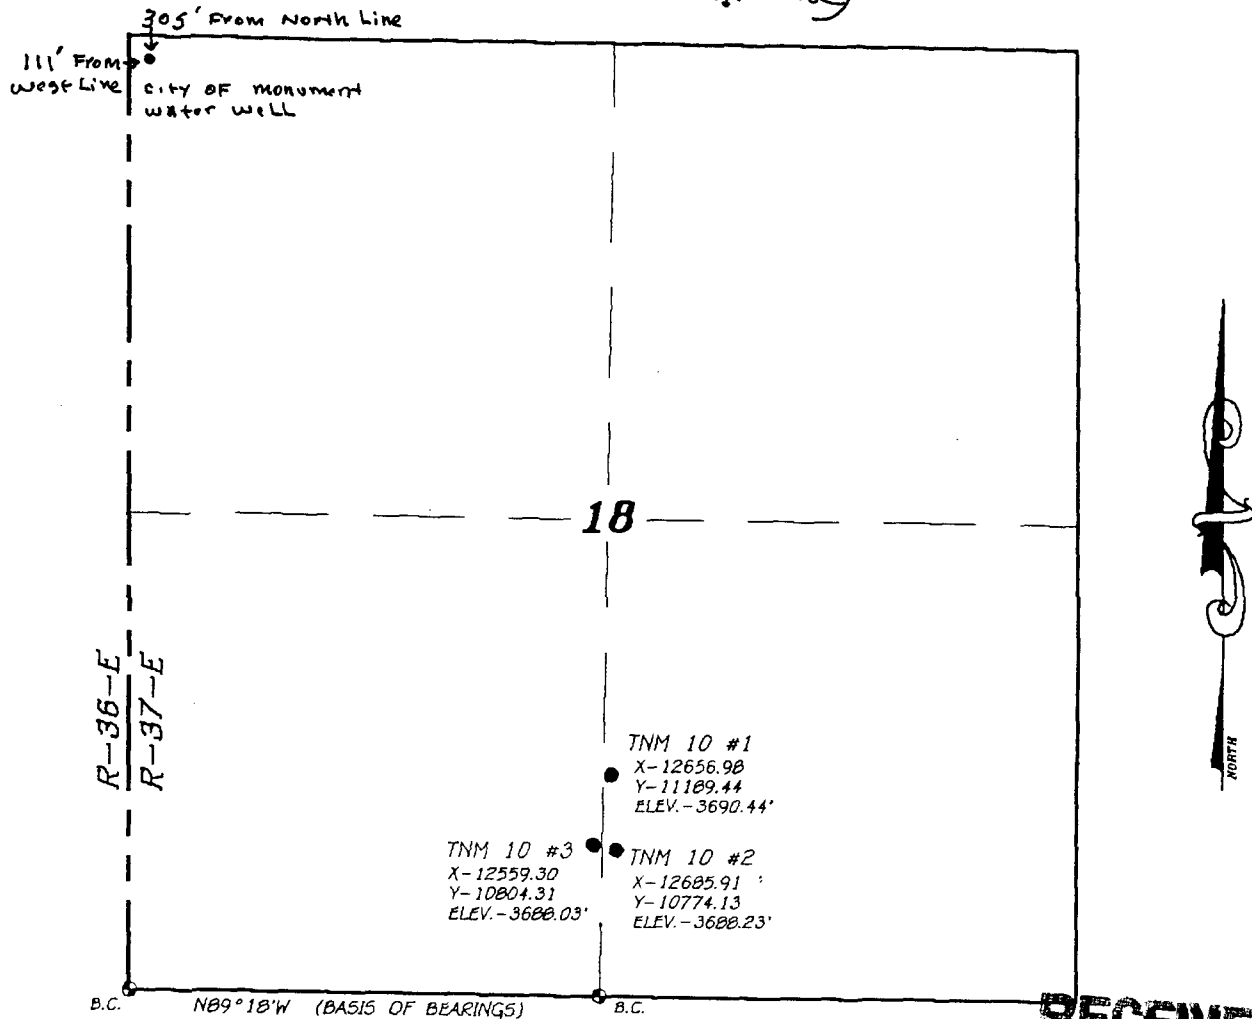 305' From North Line
111' From
West Line
city OF monument
water well
18
R-36-E
R-37-E
TNM 10 #1
X-12656.98
Y-11189.44
ELEV.-3690.44'
TNM 10 #3
X-12559.30
Y-10804.31
ELEV.-3688.03'
TNM 10 #2
X-12685.91
Y-10774.13
ELEV.-3688.23'
NORTH
B.C.
N89°18'W (BASIS OF BEARINGS)
B.C.